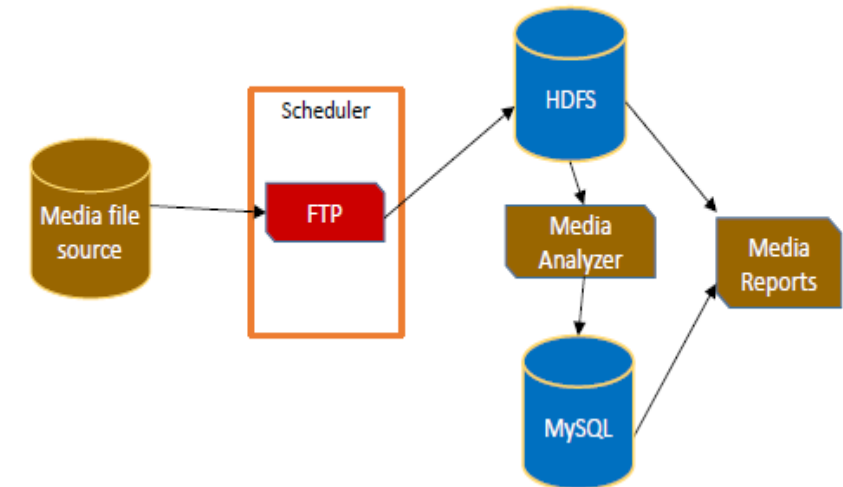 Media file
source
Scheduler
FTP
HDFS
Media
Analyzer
MySQL
Media
Reports